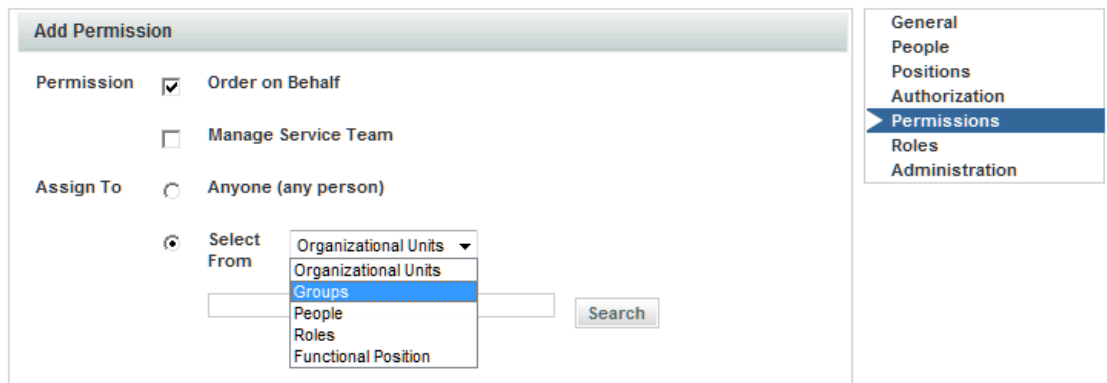 Add Permission
Permission Order on Behalf
Manage Service Team
Assign To Anyone (any person)
Select From Organizational Units
Organizational Units
Groups
People
Roles
Functional Position
Search
General
People
Positions
Authorization
Permissions
Roles
Administration